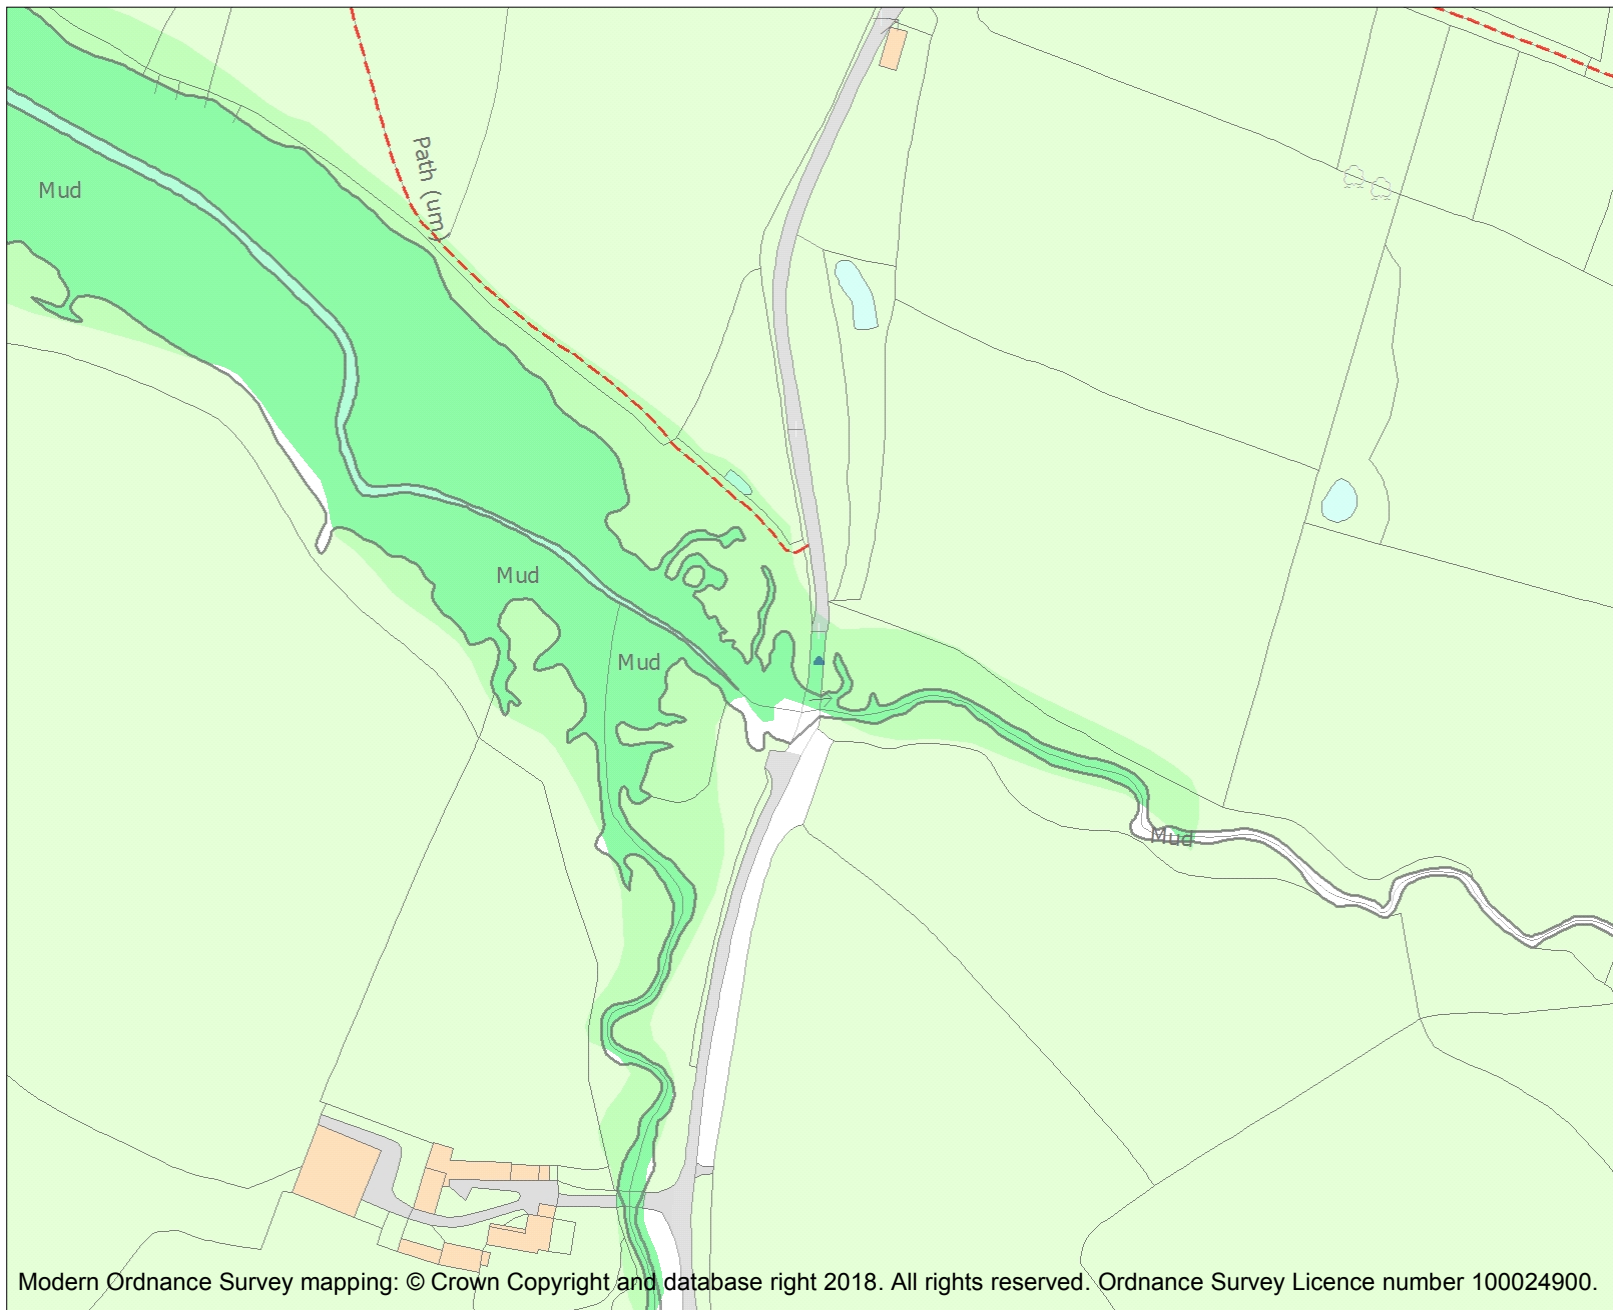 Path (um)
Mud
Mud
Mud
Mud
Modern Ordnance Survey mapping: © Crown Copyright and database right 2018. All rights reserved. Ordnance Survey Licence number 100024900.